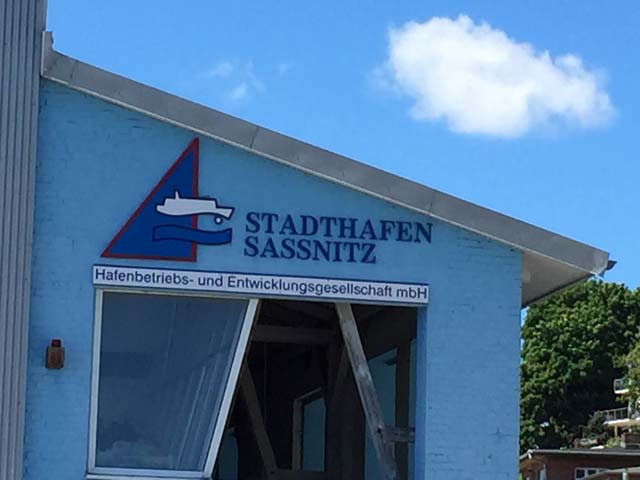 STADTHAFEN
SASSNITZ
Hafenbetriebs- und Entwicklungsgesellschaft mbH